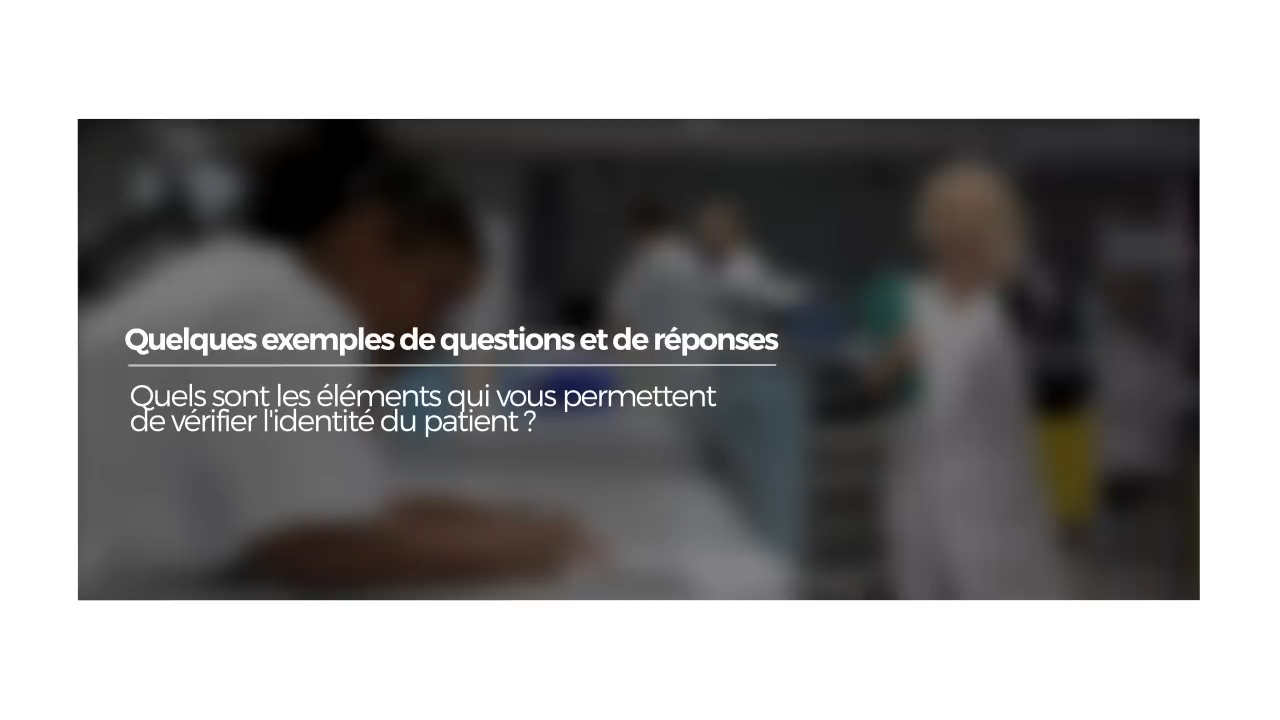 Quelques exemples de questions et de réponses
Quels sont les éléments qui vous permettent
de vérifier l'identité du patient ?